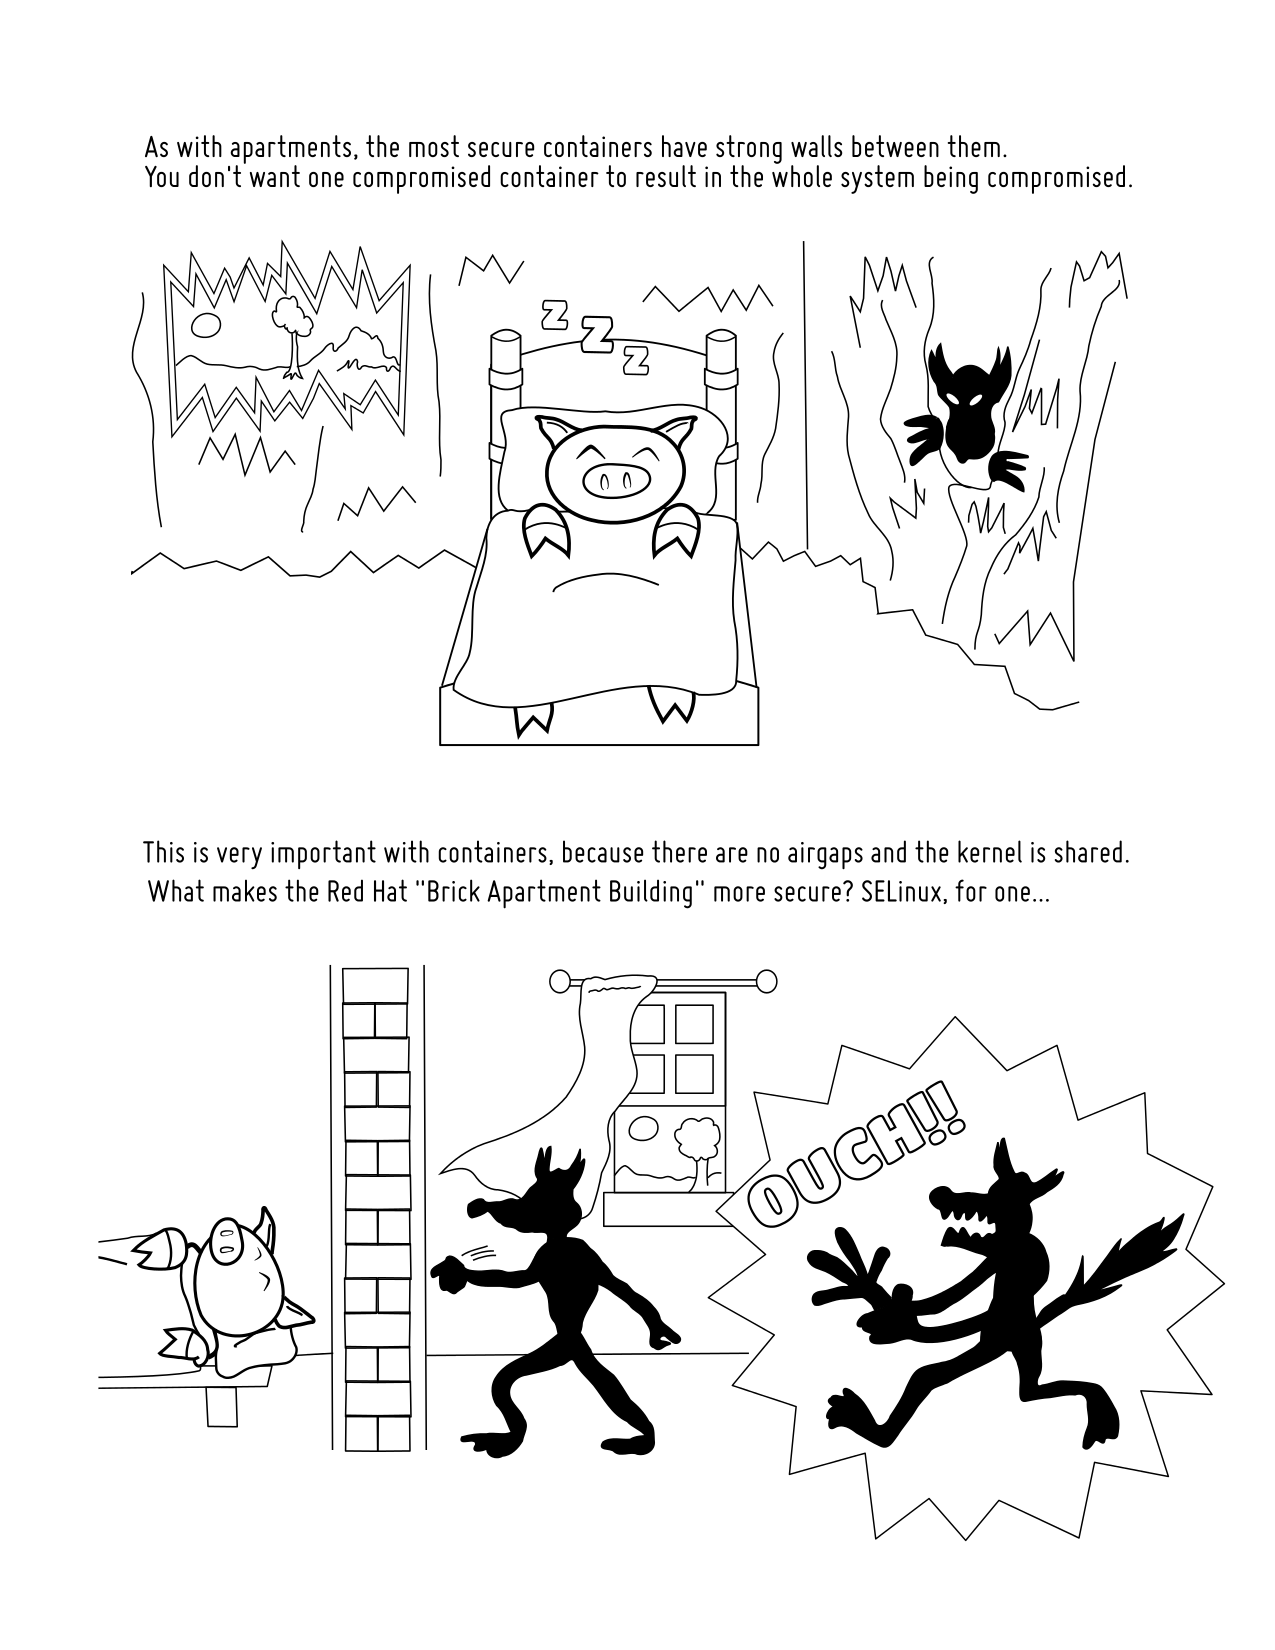 As with apartments, the most secure containers have strong walls between them.
You don't want one compromised container to result in the whole system being compromised.
Z
Z
Z
This is very important with containers, because there are no airgaps and the kernel is shared.
What makes the Red Hat "Brick Apartment Building" more secure? SELinux, for one...
OUCH!!